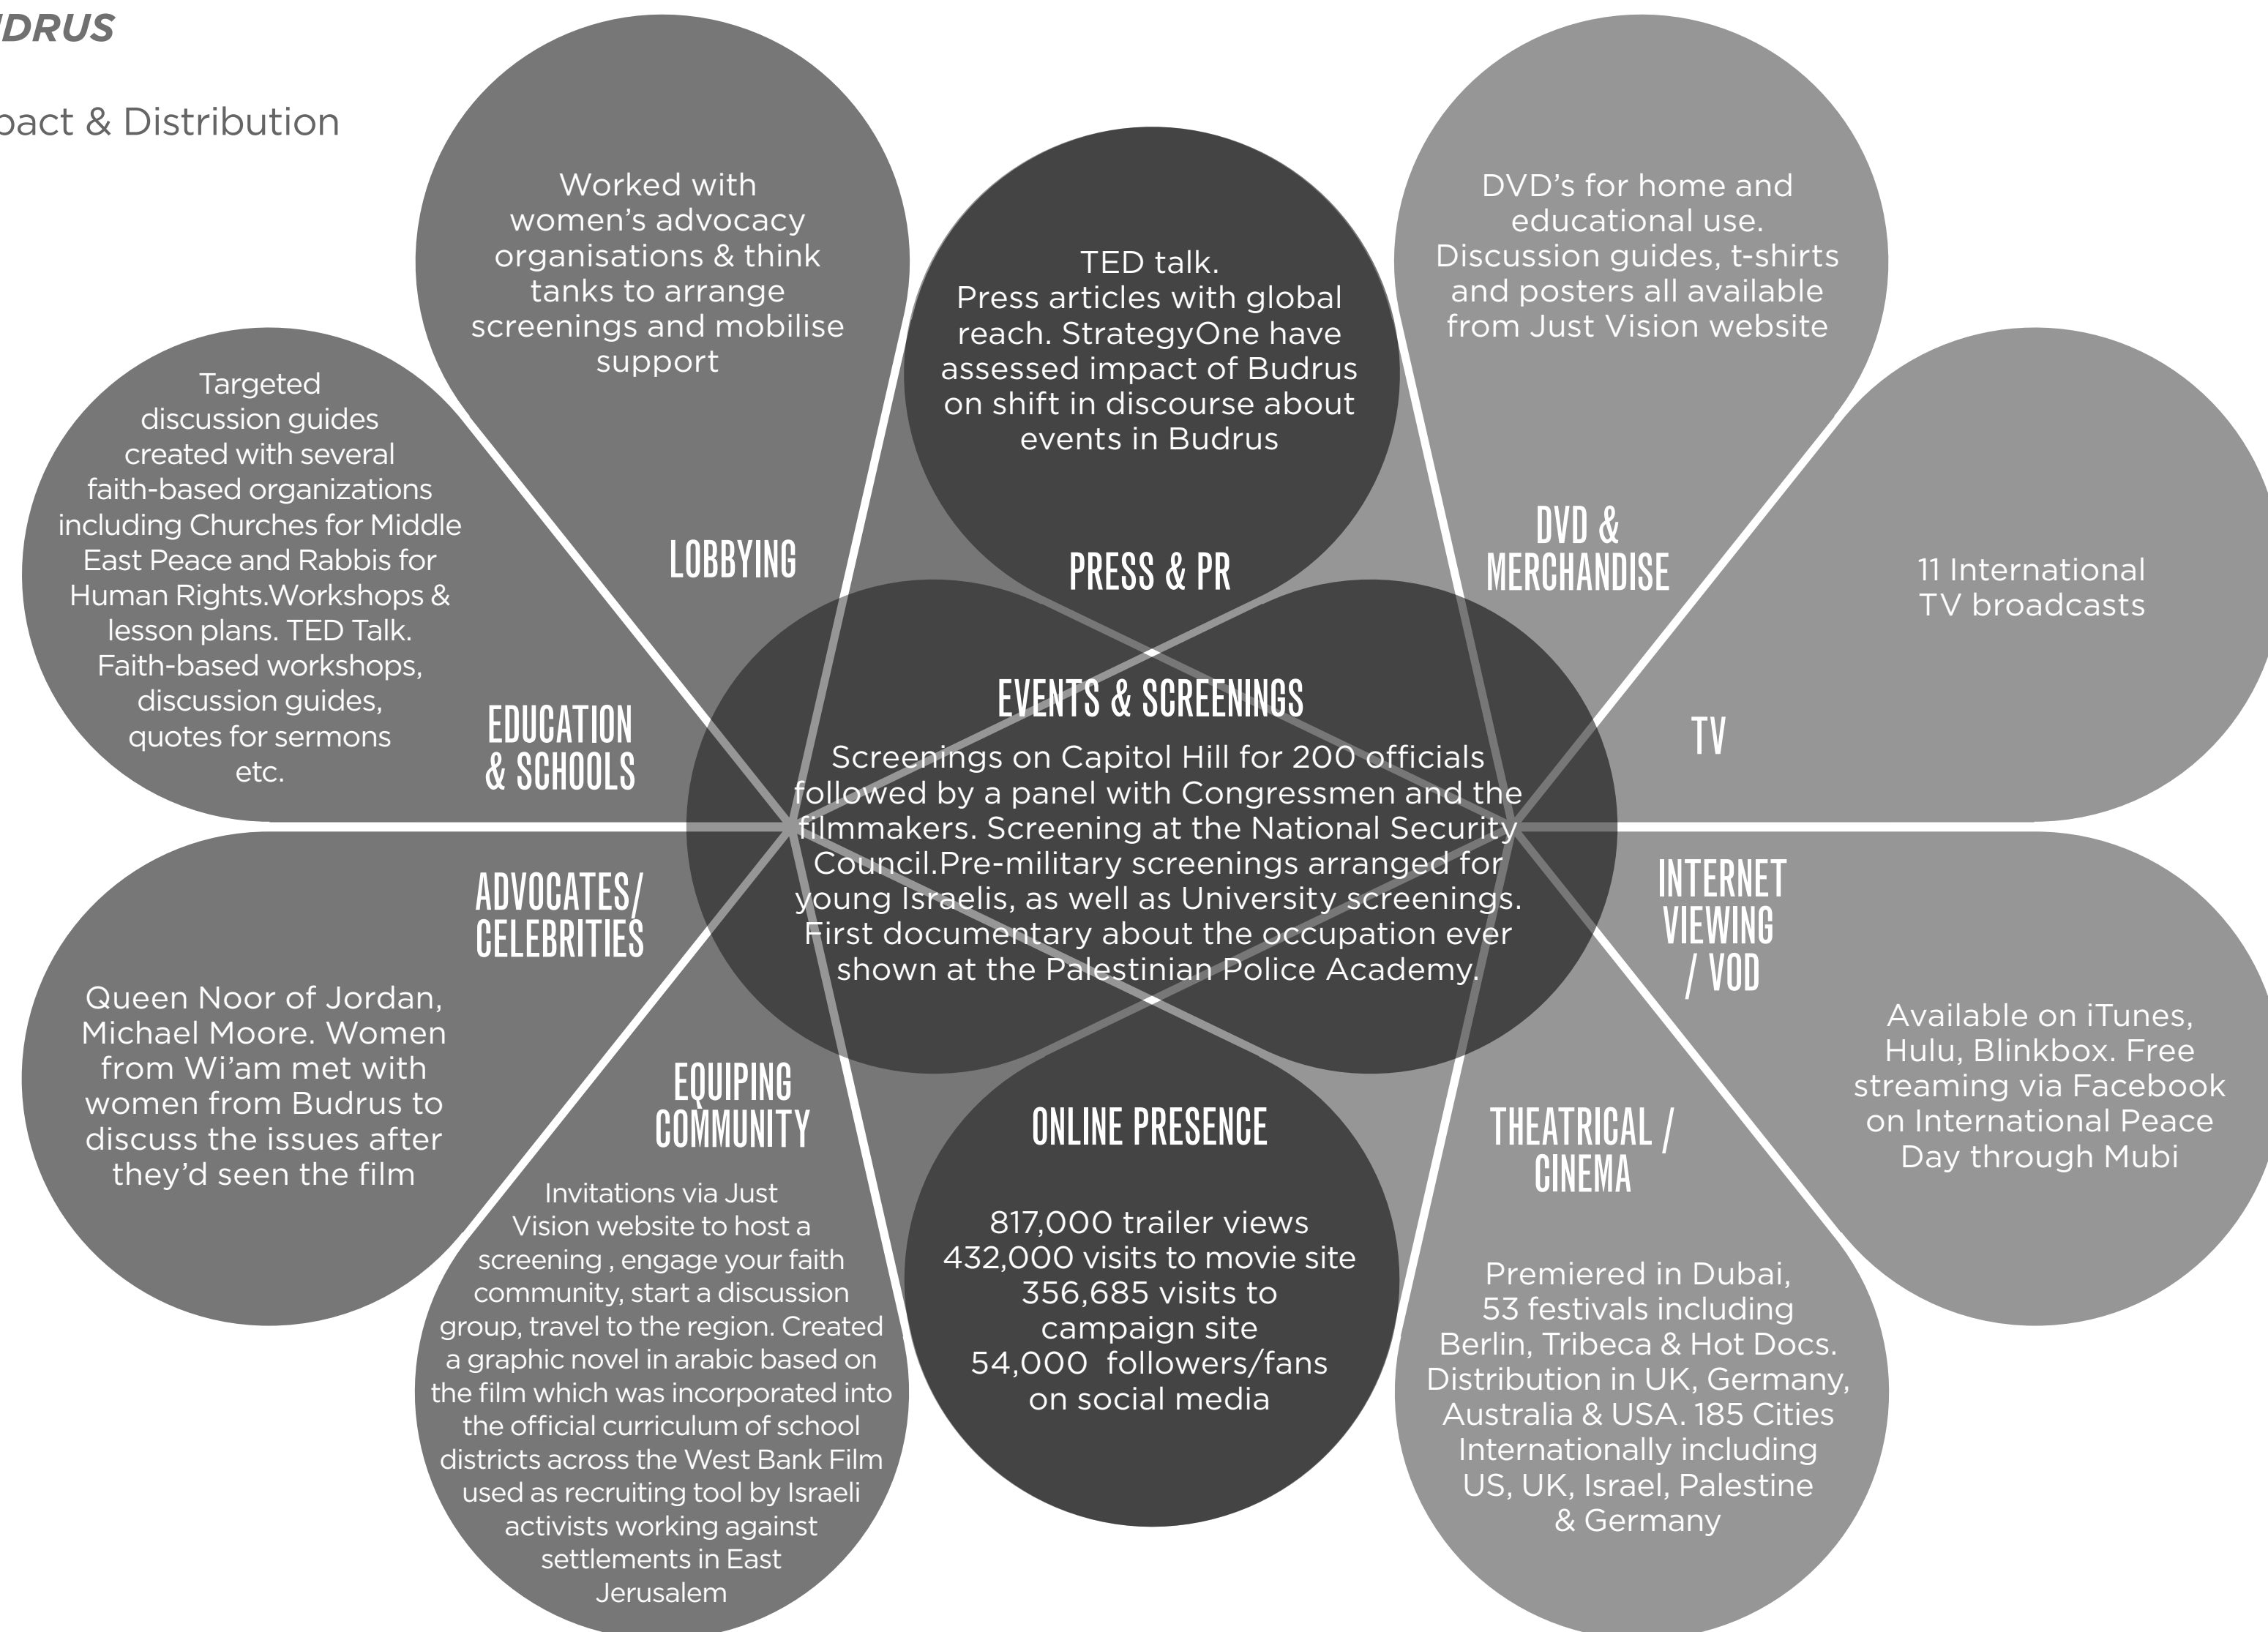 UDRUS
pact & Distribution
Worked with
women's advocacy
organisations & think
tanks to arrange
screenings and mobilise
support
LOBBYING
TED talk.
Press articles with global
reach. StrategyOne have
assessed impact of Budrus
on shift in discourse about
events in Budrus
PRESS & PR
DVD's for home and
educational use.
Discussion guides, t-shirts
and posters all available
from Just Vision website
DVD &
MERCHANDISE
Targeted
discussion guides
created with several
faith-based organizations
including Churches for Middle
East Peace and Rabbis for
Human Rights.Workshops &
lesson plans. TED Talk.
Faith-based workshops,
discussion guides,
quotes for sermons
etc.
EDUCATION
& SCHOOLS
11 International
TV broadcasts
TV
EVENTS & SCREENINGS
Screenings on Capitol Hill for 200 officials
followed by a panel with Congressmen and the
filmmakers. Screening at the National Security
Council.Pre-military screenings arranged for
young Israelis, as well as University screenings.
First documentary about the occupation ever
shown at the Palestinian Police Academy.
ADVOCATES/
CELEBRITIES
Queen Noor of Jordan,
Michael Moore. Women
from Wi'am met with
women from Budrus to
discuss the issues after
they'd seen the film
INTERNET
VIEWING
/ VOD
Available on iTunes,
Hulu, Blinkbox. Free
streaming via Facebook
on International Peace
Day through Mubi
EQUIPING
COMMUNITY
Invitations via Just
Vision website to host a
screening , engage your faith
community, start a discussion
group, travel to the region. Created
a graphic novel in arabic based on
the film which was incorporated into
the official curriculum of school
districts across the West Bank Film
used as recruiting tool by Israeli
activists working against
settlements in East
Jerusalem
ONLINE PRESENCE
817,000 trailer views
432,000 visits to movie site
356,685 visits to
campaign site
54,000 followers/fans
on social media
THEATRICAL /
CINEMA
Premiered in Dubai,
53 festivals including
Berlin, Tribeca & Hot Docs.
Distribution in UK, Germany,
Australia & USA. 185 Cities
Internationally including
US, UK, Israel, Palestine
& Germany